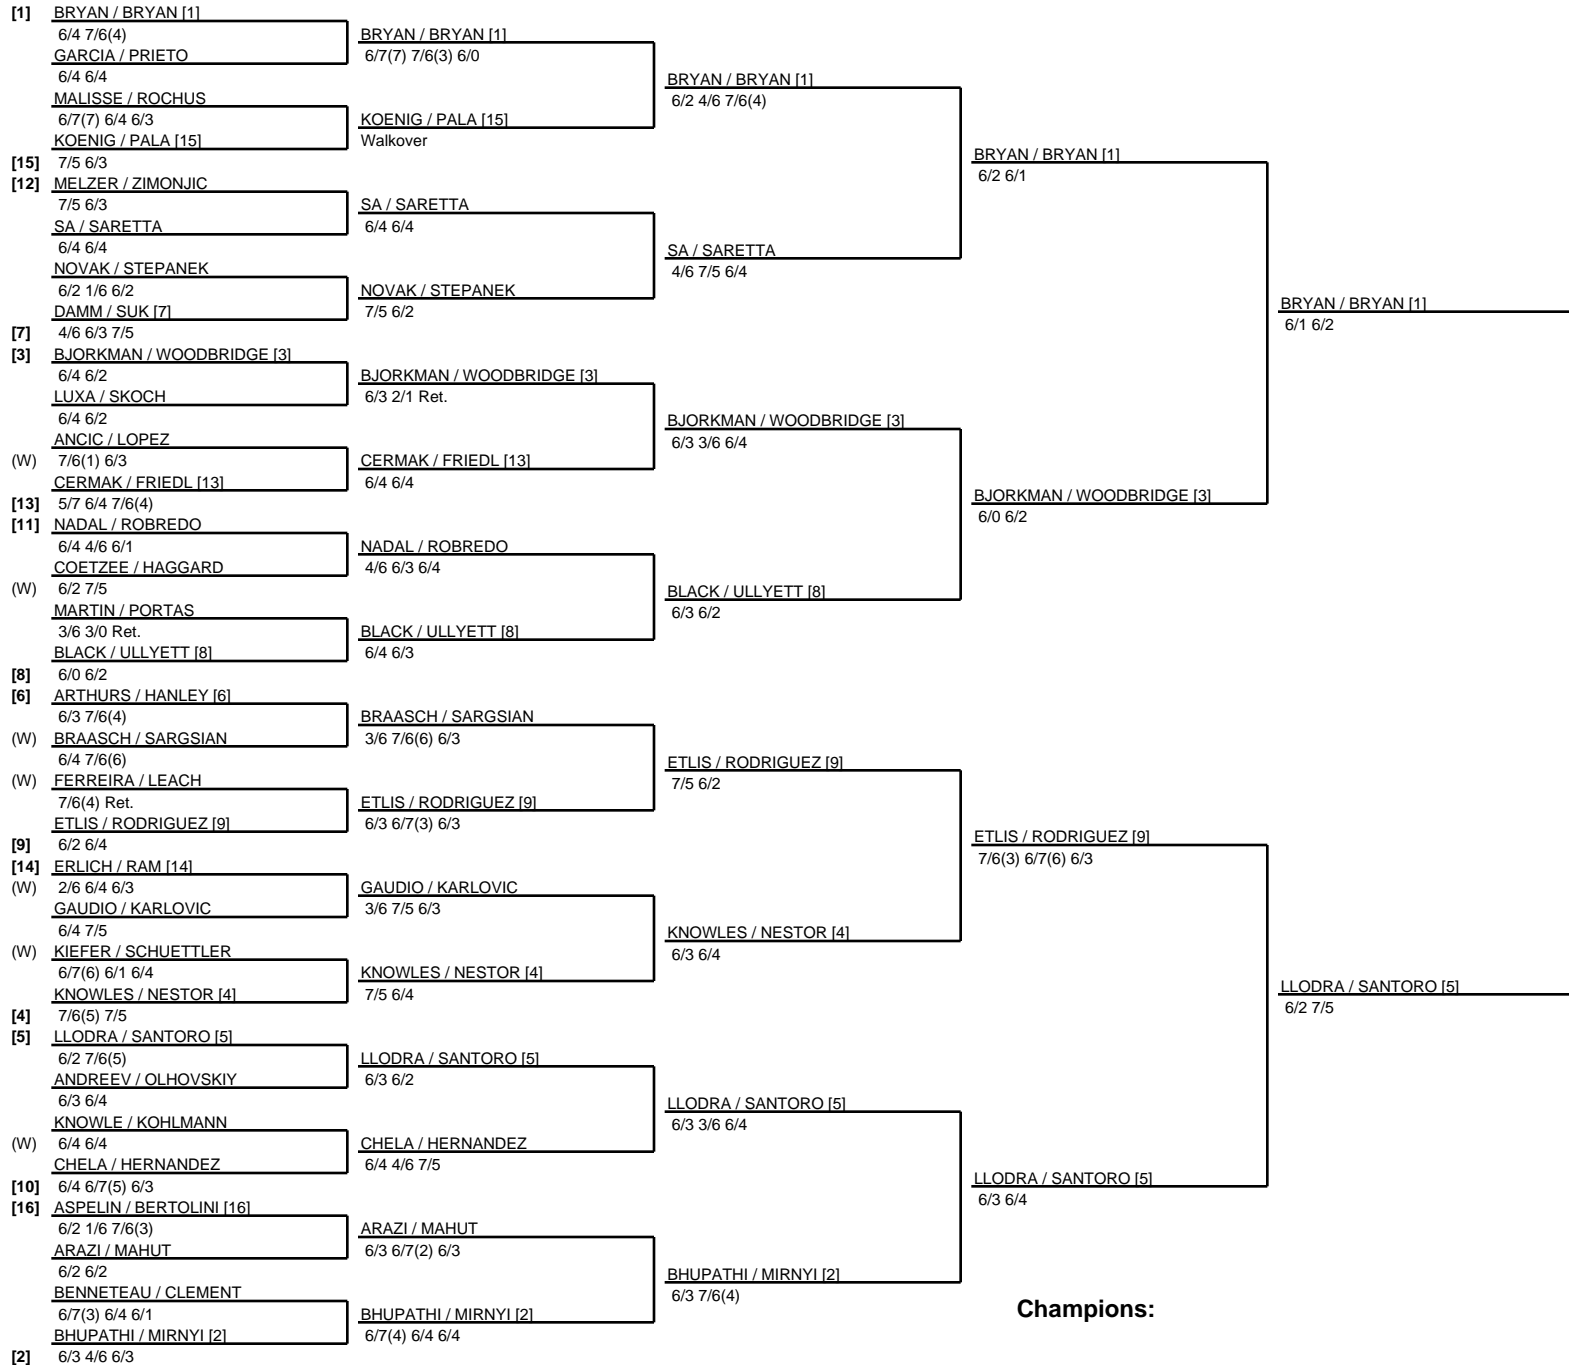 [1] BRYAN / BRYAN [1]
6/4 7/6(4)
GARCIA / PRIETO
6/4 6/4
MALISSE / ROCHUS
6/7(7) 6/4 6/3
KOENIG / PALA [15]
[15] 7/5 6/3
[12] MELZER / ZIMONJIC
7/5 6/3
SA / SARETTA
6/4 6/4
NOVAK / STEPANEK
6/2 1/6 6/2
DAMM / SUK [7]
[7] 4/6 6/3 7/5
[3] BJORKMAN / WOODBRIDGE [3]
6/4 6/2
LUXA / SKOCH
6/4 6/2
ANCIC / LOPEZ
(W) 7/6(1) 6/3
CERMAK / FRIEDL [13]
[13] 5/7 6/4 7/6(4)
[11] NADAL / ROBREDO
6/4 4/6 6/1
COETZEE / HAGGARD
(W) 6/2 7/5
MARTIN / PORTAS
3/6 3/0 Ret.
BLACK / ULLYETT [8]
[8] 6/0 6/2
[6] ARTHURS / HANLEY [6]
6/3 7/6(4)
(W) BRAASCH / SARGSIAN
6/4 7/6(6)
(W) FERREIRA / LEACH
7/6(4) Ret.
ETLIS / RODRIGUEZ [9]
[9] 6/2 6/4
[14] ERLICH / RAM [14]
(W) 2/6 6/4 6/3
GAUDIO / KARLOVIC
6/4 7/5
(W) KIEFER / SCHUETTLER
6/7(6) 6/1 6/4
KNOWLES / NESTOR [4]
[4] 7/6(5) 7/5
[5] LLODRA / SANTORO [5]
6/2 7/6(5)
ANDREEV / OLHOVSKIY
6/3 6/4
KNOWLE / KOHLMANN
(W) 6/4 6/4
CHELA / HERNANDEZ
[10] 6/4 6/7(5) 6/3
[16] ASPELIN / BERTOLINI [16]
6/2 1/6 7/6(3)
ARAZI / MAHUT
6/2 6/2
BENNETEAU / CLEMENT
6/7(3) 6/4 6/1
BHUPATHI / MIRNYI [2]
[2] 6/3 4/6 6/3
BRYAN / BRYAN [1]
6/7(7) 7/6(3) 6/0
KOENIG / PALA [15]
Walkover
SA / SARETTA
6/4 6/4
NOVAK / STEPANEK
7/5 6/2
BJORKMAN / WOODBRIDGE [3]
6/3 2/1 Ret.
CERMAK / FRIEDL [13]
6/4 6/4
NADAL / ROBREDO
4/6 6/3 6/4
BLACK / ULLYETT [8]
6/4 6/3
BRAASCH / SARGSIAN
3/6 7/6(6) 6/3
ETLIS / RODRIGUEZ [9]
6/3 6/7(3) 6/3
GAUDIO / KARLOVIC
3/6 7/5 6/3
KNOWLES / NESTOR [4]
7/5 6/4
LLODRA / SANTORO [5]
6/3 6/2
CHELA / HERNANDEZ
6/4 4/6 7/5
ARAZI / MAHUT
6/3 6/7(2) 6/3
BHUPATHI / MIRNYI [2]
6/7(4) 6/4 6/4
BRYAN / BRYAN [1]
6/2 4/6 7/6(4)
SA / SARETTA
4/6 7/5 6/4
BJORKMAN / WOODBRIDGE [3]
6/3 3/6 6/4
BLACK / ULLYETT [8]
6/3 6/2
ETLIS / RODRIGUEZ [9]
7/5 6/2
KNOWLES / NESTOR [4]
6/3 6/4
LLODRA / SANTORO [5]
6/3 3/6 6/4
BHUPATHI / MIRNYI [2]
6/3 7/6(4)
BRYAN / BRYAN [1]
6/2 6/1
BJORKMAN / WOODBRIDGE [3]
6/0 6/2
ETLIS / RODRIGUEZ [9]
7/6(3) 6/7(6) 6/3
LLODRA / SANTORO [5]
6/3 6/4
BRYAN / BRYAN [1]
6/1 6/2
LLODRA / SANTORO [5]
6/2 7/5
Champions: